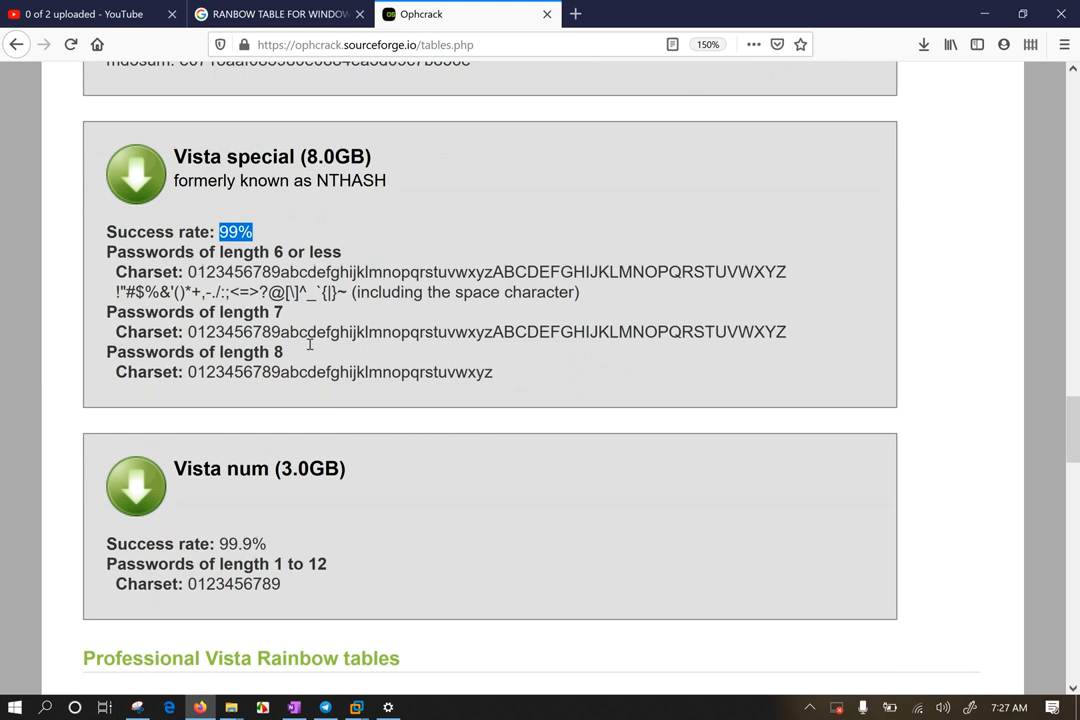 0 of 2 uploaded - YouTube
RANBOW TABLE FOR WINDOW
Ophcrack
https://ophcrack.sourceforge.io/tables.php
150%
Vista special (8.0GB)
formerly known as NTHASH
Success rate: 99%
Passwords of length 6 or less
Charset: 0123456789abcdefghijklmnopqrstuvwxyzABCDEFGHIJKLMNOPQRSTUVWXYZ
!"#$%&'()*+,-./:;<=>?@[\]^_`{|}~ (including the space character)
Passwords of length 7
Charset: 0123456789abcdefghijklmnopqrstuvwxyzABCDEFGHIJKLMNOPQRSTUVWXYZ
Passwords of length 8
Charset: 0123456789abcdefghijklmnopqrstuvwxyz
Vista num (3.0GB)
Success rate: 99.9%
Passwords of length 1 to 12
Charset: 0123456789
Professional Vista Rainbow tables
7:27 AM